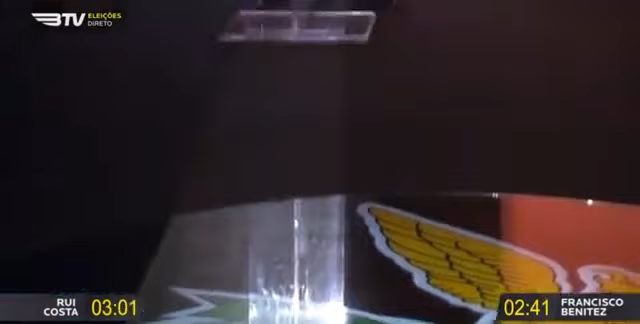 BTV ELEIÇÕES
DIRETO
RUI
COSTA 03:01
02:41 FRANCISCO
BENITEZ